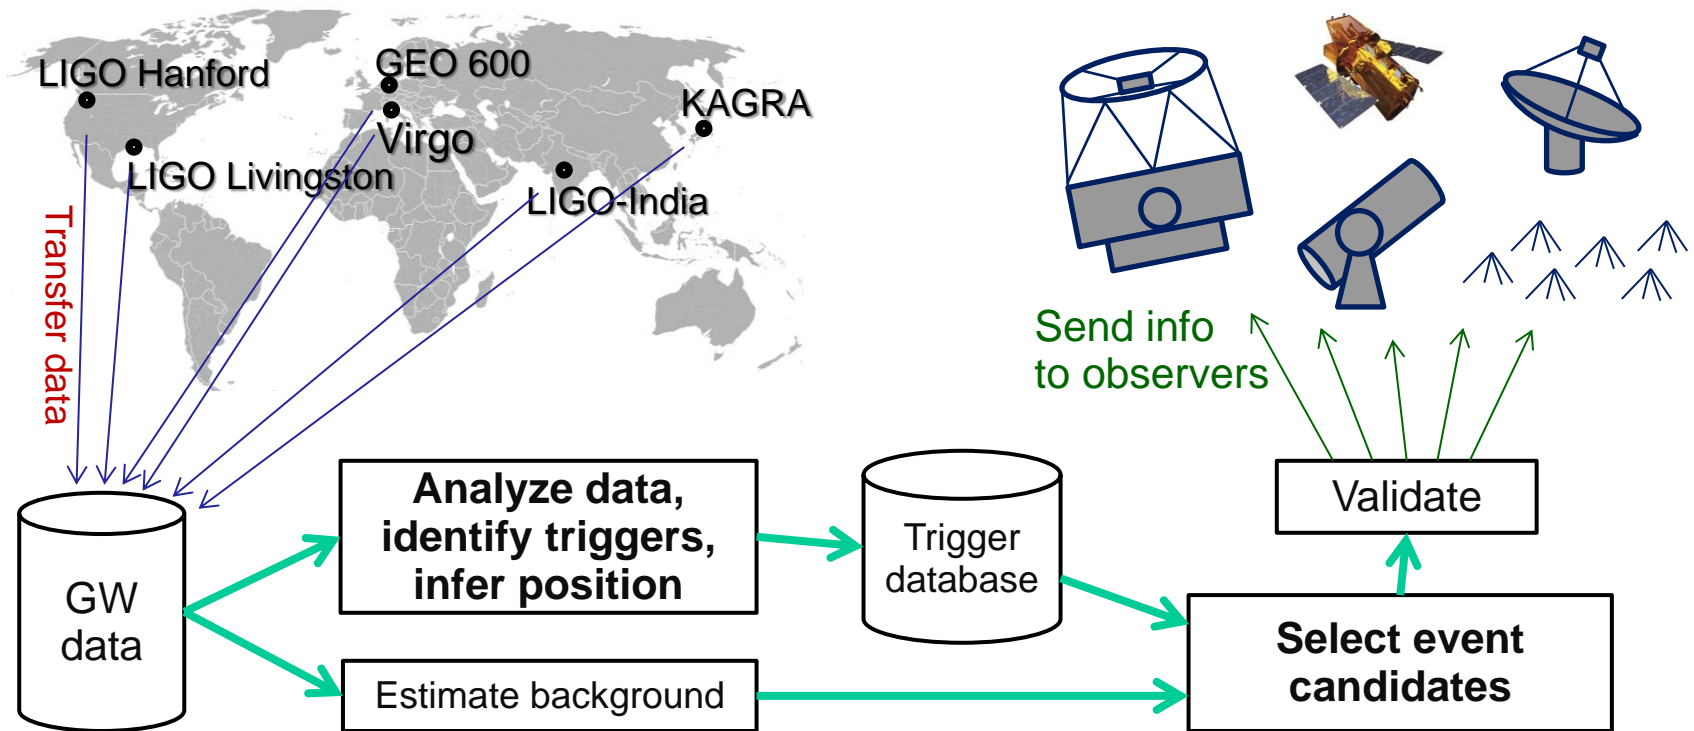 LIGO Hanford
GEO 600
KAGRA
Virgo
LIGO Livingston
LIGO-India
Transfer data
Send info
to observers
Analyze data,
identify triggers,
infer position
Trigger
database
Validate
GW
data
Estimate background
Select event
candidates